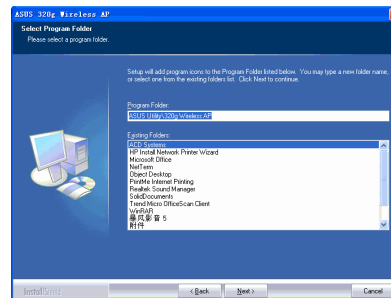 ASUS 320g Wireless AP
Select Program Folder
Please select a program folder.
Setup will add program icons to the Program Folder listed below. You may type a new folder name,
or select one from the existing folders list. Click Next to continue.
Program Folder:
ASUS Utility\320g Wireless AP
Existing Folders:
ACD Systems
HP Install Network Printer Wizard
Microsoft Office
NetTerm
Object Desktop
PrintMe Internet Printing
Realtek Sound Manager
SolidDocuments
Trend Micro OfficeScan Client
WinRAR
暴风影音 5
附件
InstallShield
< Back
Next >
Cancel